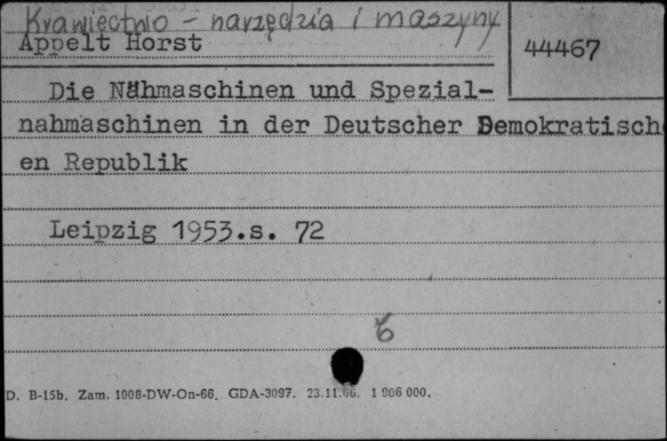 Krawiectwo - narzędzia i maszyny
Appelt Horst
44467
Die Nähmaschinen und Spezial-
nahmaschinen in der Deutscher Demokratisch
en Republik
Leipzig 1953.s. 72
D. B-15b. Zam. 1008-DW-On-66. GDA-3097. 23.11.66. 1 906 000.